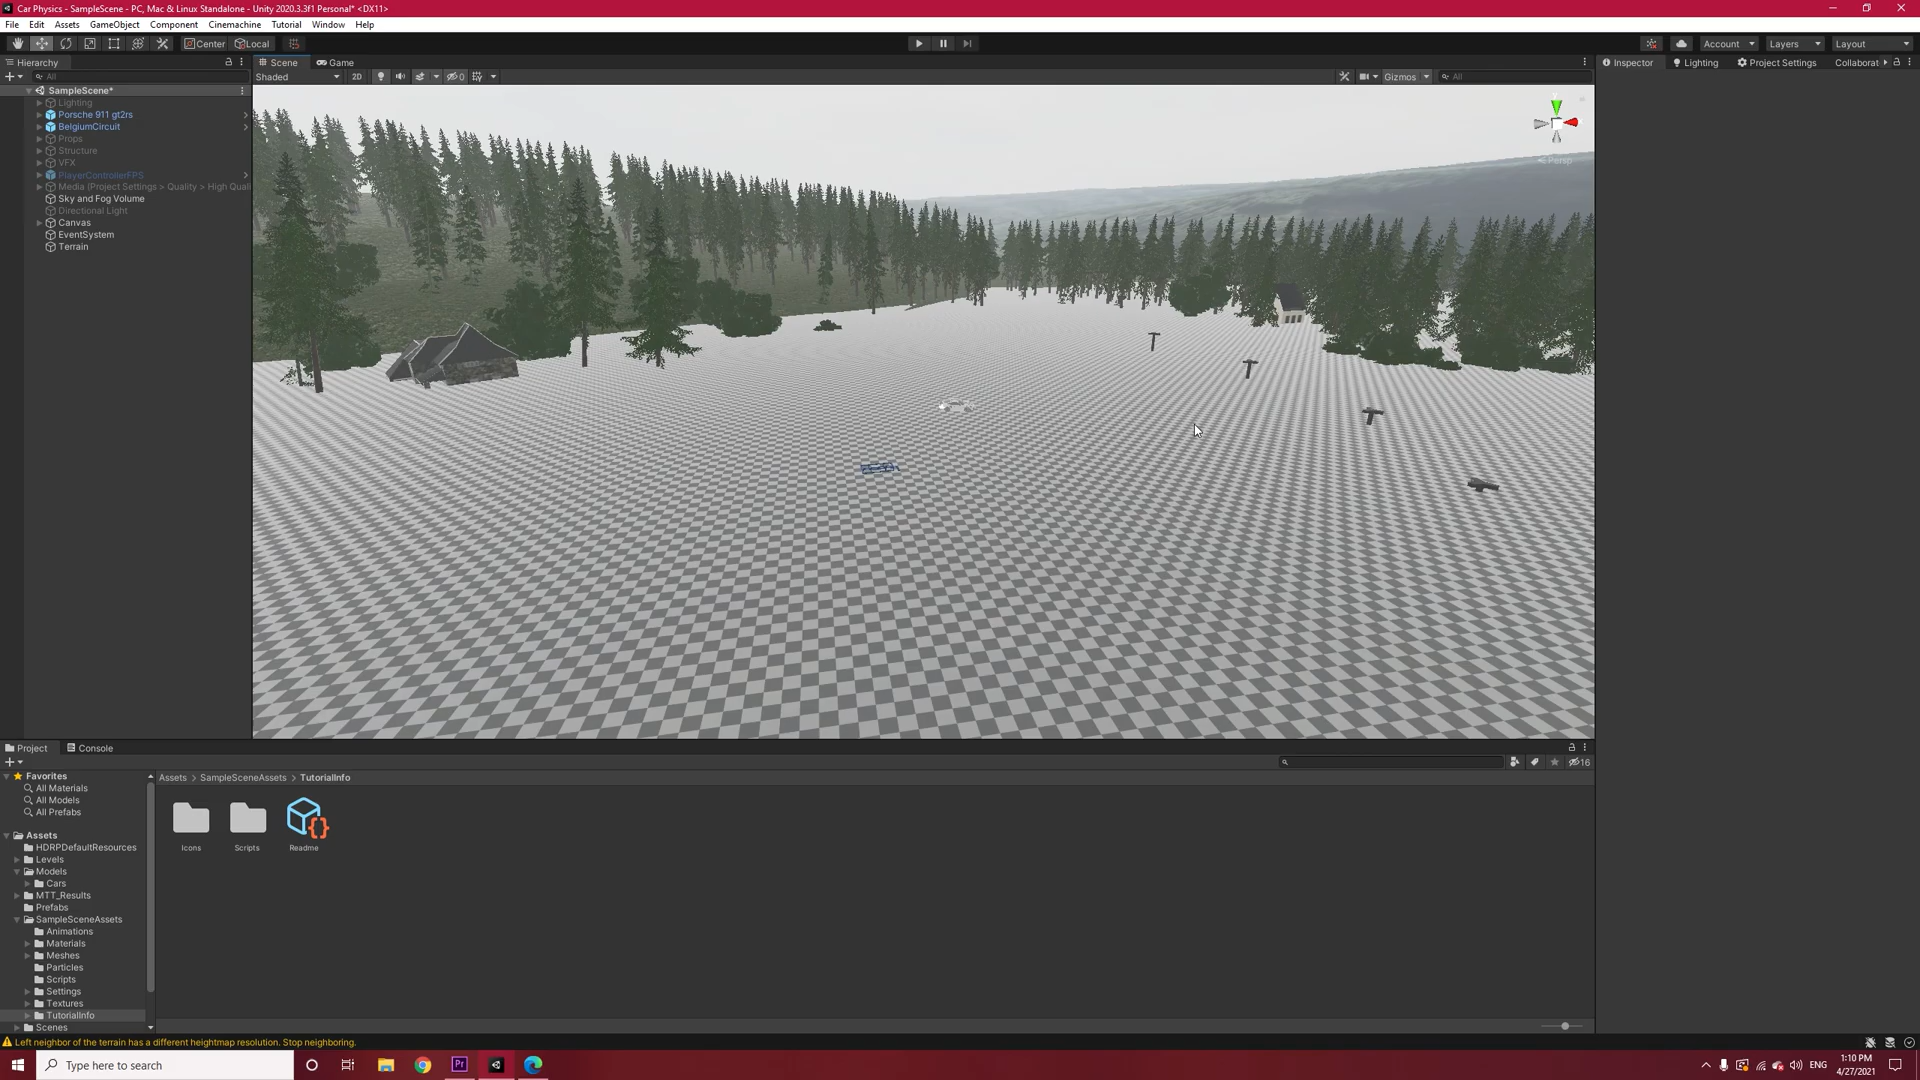 Car Physics - SampleScene - PC, Mac & Linux Standalone - Unity 2020.3.3f1 Personal* <DX11>
File Edit Assets GameObject Component Cinemachine Tutorial Window Help
Center Local Account Layers Layout
Hierarchy Scene Game Inspector Lighting Project Settings Collaborat
All Shaded 2D 0 Gizmos All
SampleScene*
Lighting
Porsche 911 gt2rs
BelgiumCircuit
Props
Structure
VFX
PlayerControllerFPS
Media (Project Settings > Quality > High Quali
Sky and Fog Volume
Directional Light
Canvas
EventSystem
Terrain
Persp
Project Console
16
Favorites
All Materials
All Models
All Prefabs
Assets
HDRPDefaultResources
Levels
Models
Cars
MTT_Results
Prefabs
SampleSceneAssets
Animations
Materials
Meshes
Particles
Scripts
Settings
Textures
TutorialInfo
Scenes
Assets > SampleSceneAssets > TutorialInfo
Icons Scripts Readme
Left neighbor of the terrain has a different heightmap resolution. Stop neighboring.
Type here to search
Pr
ENG
1:10 PM
4/27/2021